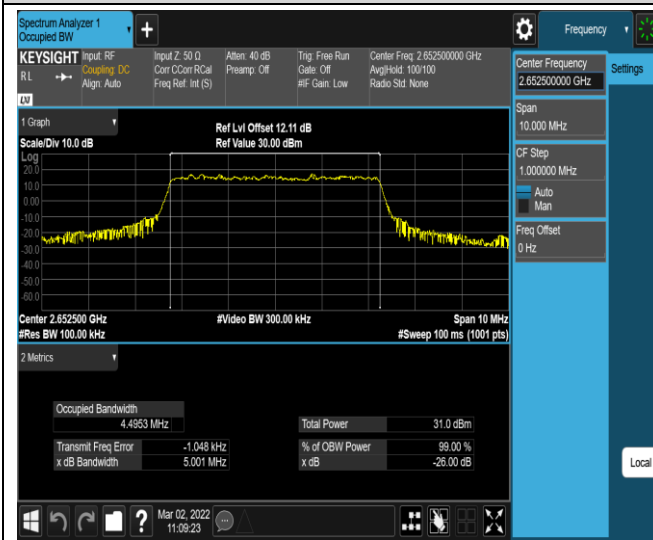 Spectrum Analyzer 1
Occupied BW
+
Frequency
KEYSIGHT
R L
LXI
Input: RF
Coupling: DC
Align: Auto
Input Z: 50 Ω
Corr CCorr RCal
Freq Ref: Int (S)
Atten: 40 dB
Preamp: Off
Trig: Free Run
Gate: Off
#IF Gain: Low
Center Freq: 2.652500000 GHz
Avg|Hold: 100/100
Radio Std: None
Center Frequency
2.652500000 GHz
Settings
Span
10.000 MHz
CF Step
1.000000 MHz
Auto
Man
Freq Offset
0 Hz
1 Graph
Scale/Div 10.0 dB
Ref Lvl Offset 12.11 dB
Ref Value 30.00 dBm
Log
20.0
10.0
0.00
-10.0
-20.0
-30.0
-40.0
-50.0
-60.0
Center 2.652500 GHz
#Video BW 300.00 kHz
Span 10 MHz
#Res BW 100.00 kHz
#Sweep 100 ms (1001 pts)
2 Metrics
Occupied Bandwidth
4.4953 MHz
Total Power 31.0 dBm
Transmit Freq Error -1.048 kHz
% of OBW Power 99.00 %
x dB Bandwidth 5.001 MHz
x dB -26.00 dB
Local
?
Mar 02, 2022
11:09:23